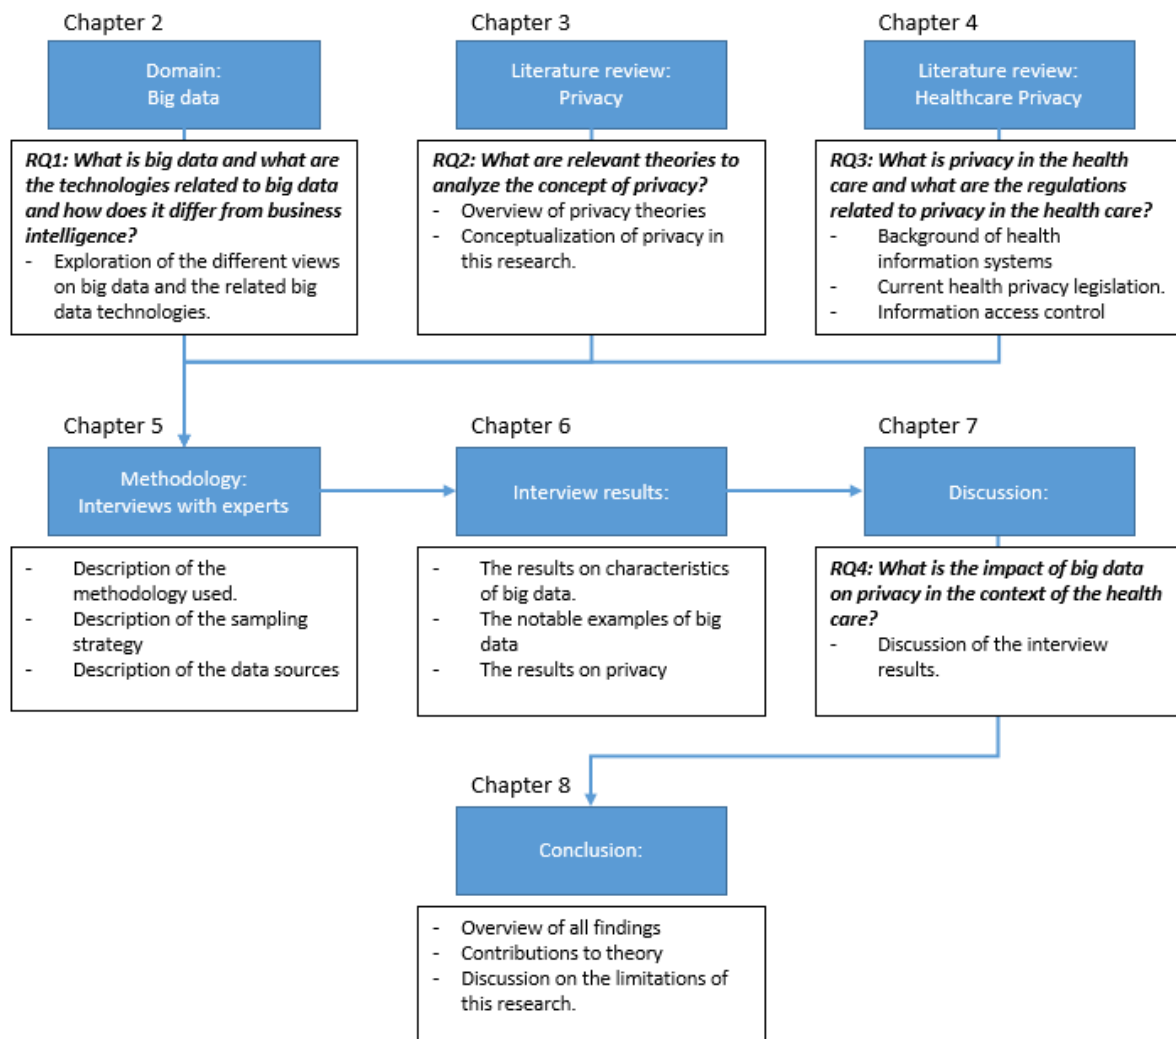 Chapter 2
Domain:
Big data
RQ1: What is big data and what are
the technologies related to big data
and how does it differ from business
intelligence?
- Exploration of the different views
on big data and the related big
data technologies.
Chapter 3
Literature review:
Privacy
RQ2: What are relevant theories to
analyze the concept of privacy?
- Overview of privacy theories
- Conceptualization of privacy in
this research.
Chapter 4
Literature review:
Healthcare Privacy
RQ3: What is privacy in the health
care and what are the regulations
related to privacy in the health care?
- Background of health
information systems
- Current health privacy legislation.
- Information access control
Chapter 5
Methodology:
Interviews with experts
- Description of the
methodology used.
- Description of the sampling
strategy
- Description of the data sources
Chapter 6
Interview results:
- The results on characteristics
of big data.
- The notable examples of big
data
- The results on privacy
Chapter 7
Discussion:
RQ4: What is the impact of big data
on privacy in the context of the health
care?
- Discussion of the interview
results.
Chapter 8
Conclusion:
- Overview of all findings
- Contributions to theory
- Discussion on the limitations of
this research.